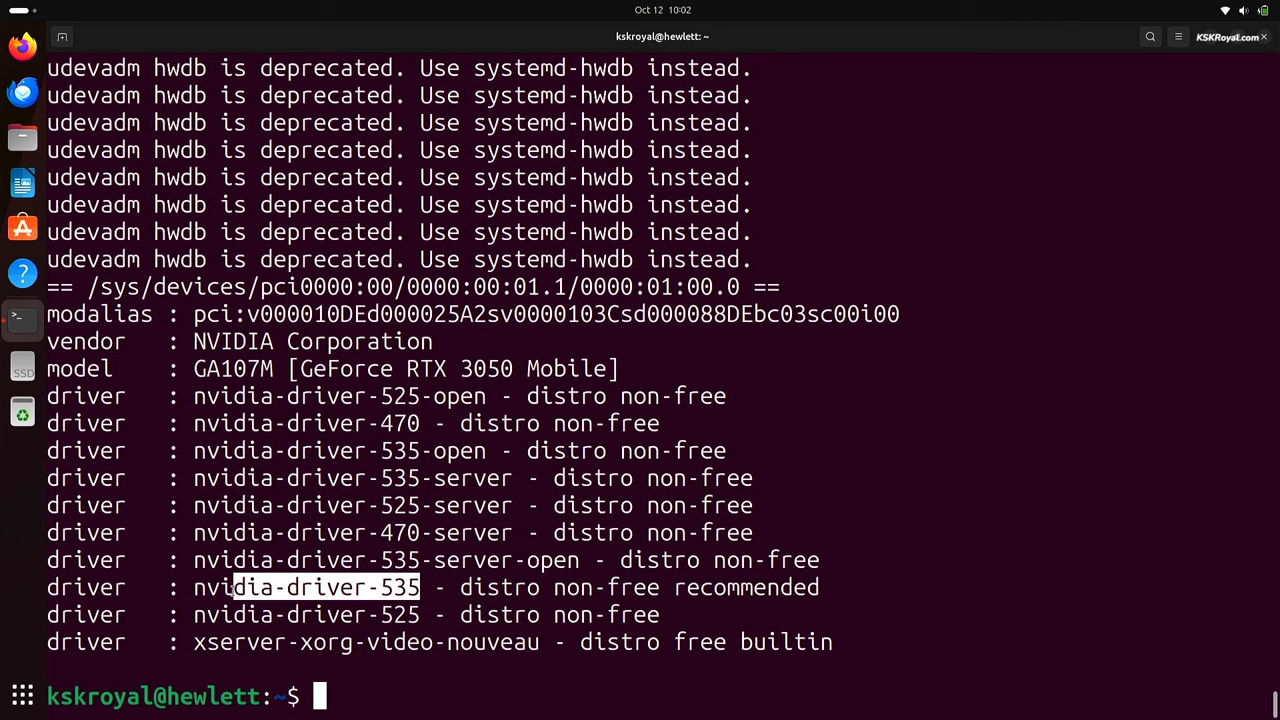 Oct 12 10:02
kskroyal@hewlett: ~
KSKRoyal.com
udevadm hwdb is deprecated. Use systemd-hwdb instead.
udevadm hwdb is deprecated. Use systemd-hwdb instead.
udevadm hwdb is deprecated. Use systemd-hwdb instead.
udevadm hwdb is deprecated. Use systemd-hwdb instead.
udevadm hwdb is deprecated. Use systemd-hwdb instead.
udevadm hwdb is deprecated. Use systemd-hwdb instead.
udevadm hwdb is deprecated. Use systemd-hwdb instead.
udevadm hwdb is deprecated. Use systemd-hwdb instead.
== /sys/devices/pci0000:00/0000:00:01.1/0000:01:00.0 ==
modalias : pci:v000010DEd000025A2sv0000103Csd000088DEbc03sc00i00
vendor   : NVIDIA Corporation
model    : GA107M [GeForce RTX 3050 Mobile]
driver   : nvidia-driver-525-open - distro non-free
driver   : nvidia-driver-470 - distro non-free
driver   : nvidia-driver-535-open - distro non-free
driver   : nvidia-driver-535-server - distro non-free
driver   : nvidia-driver-525-server - distro non-free
driver   : nvidia-driver-470-server - distro non-free
driver   : nvidia-driver-535-server-open - distro non-free
driver   : nvidia-driver-535 - distro non-free recommended
driver   : nvidia-driver-525 - distro non-free
driver   : xserver-xorg-video-nouveau - distro free builtin
kskroyal@hewlett:~$
SSD